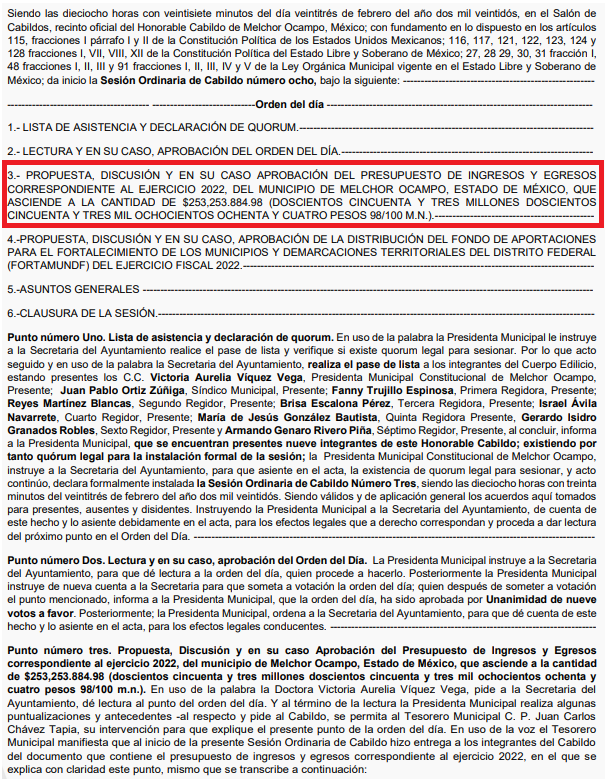 Siendo las dieciocho horas con veintisiete minutos del día veintitrés de febrero del año dos mil veintidós, en el Salón de
Cabildos, recinto oficial del Honorable Cabildo de Melchor Ocampo, México; con fundamento en lo dispuesto en los artículos
115, fracciones I párrafo I y II de la Constitución Política de los Estados Unidos Mexicanos; 116, 117, 121, 122, 123, 124 y
128 fracciones I, VII, VIII, XII de la Constitución Política del Estado Libre y Soberano de México; 27, 28 29, 30, 31 fracción I,
48 fracciones I, II, III y 91 fracciones I, II, III, IV y V de la Ley Orgánica Municipal vigente en el Estado Libre y Soberano de
México; da inicio la Sesión Ordinaria de Cabildo número ocho, bajo lo siguiente: ----------------------------------------
------------------------------ --------------------Orden del día -----------------------------------------------------
1.- LISTA DE ASISTENCIA Y DECLARACIÓN DE QUORUM.------------------------------------------------------------
2.- LECTURA Y EN SU CASO, APROBACIÓN DEL ORDEN DEL DÍA.--------------------------------------------------
3.- PROPUESTA, DISCUSIÓN Y EN SU CASO APROBACIÓN DEL PRESUPUESTO DE INGRESOS Y EGRESOS
CORRESPONDIENTE AL EJERCICIO 2022, DEL MUNICIPIO DE MELCHOR OCAMPO, ESTADO DE MÉXICO, QUE
ASCIENDE A LA CANTIDAD DE $253,253.884.98 (DOSCIENTOS CINCUENTA Y TRES MILLONES DOSCIENTOS
CINCUENTA Y TRES MIL OCHOCIENTOS OCHENTA Y CUATRO PESOS 98/100 M.N.).---------------------------------
4.-PROPUESTA, DISCUSIÓN Y EN SU CASO, APROBACIÓN DE LA DISTRIBUCIÓN DEL FONDO DE APORTACIONES
PARA EL FORTALECIMIENTO DE LOS MUNICIPIOS Y DEMARCACIONES TERRITORIALES DEL DISTRITO FEDERAL
(FORTAMUNDF) DEL EJERCICIO FISCAL 2022.----------------------------------------------------------------------
5.-ASUNTOS GENERALES ----------------------------------------------------------------------------------------
6.-CLAUSURA DE LA SESIÓN.-------------------------------------------------------------------------------------
Punto número Uno. Lista de asistencia y declaración de quorum. En uso de la palabra la Presidenta Municipal le instruye
a la Secretaria del Ayuntamiento realice el pase de lista y verifique si existe quorum legal para sesionar. Por lo que acto
seguido y en uso de la palabra la Secretaria del Ayuntamiento, realiza el pase de lista a los integrantes del Cuerpo Edilicio,
estando presentes los C.C. Victoria Aurelia Víquez Vega, Presidenta Municipal Constitucional de Melchor Ocampo,
Presente; Juan Pablo Ortiz Zúñiga, Síndico Municipal, Presente; Fanny Trujillo Espinosa, Primera Regidora, Presente;
Reyes Martínez Blancas, Segundo Regidor, Presente; Brisa Escalona Pérez, Tercera Regidora, Presente; Israel Ávila
Navarrete, Cuarto Regidor, Presente; María de Jesús González Bautista, Quinta Regidora Presente, Gerardo Isidro
Granados Robles, Sexto Regidor, Presente y Armando Genaro Rivero Piña, Séptimo Regidor, Presente, al concluir, informa
a la Presidenta Municipal, que se encuentran presentes nueve integrantes de este Honorable Cabildo; existiendo por
tanto quórum legal para la instalación formal de la sesión; la Presidenta Municipal Constitucional de Melchor Ocampo,
instruye a la Secretaria del Ayuntamiento, para que asiente en el acta, la existencia de quorum legal para sesionar, y acto
continúo, declara formalmente instalada la Sesión Ordinaria de Cabildo Número Tres, siendo las dieciocho horas con treinta
minutos del veintitrés de febrero del año dos mil veintidós. Siendo válidos y de aplicación general los acuerdos aquí tomados
para presentes, ausentes y disidentes. Instruyendo la Presidenta Municipal a la Secretaria del Ayuntamiento, de cuenta de
este hecho y lo asiente debidamente en el acta, para los efectos legales que a derecho correspondan y proceda a dar lectura
del próximo punto en el Orden del Día. ---------------------------------------------------------------------------
Punto número Dos. Lectura y en su caso, aprobación del Orden del Día. La Presidenta Municipal instruye a la Secretaria
del Ayuntamiento, para que dé lectura a la orden del día, quien procede a hacerlo. Posteriormente la Presidenta Municipal
instruye de nueva cuenta a la Secretaria para que someta a votación la orden del día; quien después de someter a votación
el punto mencionado, informa a la Presidenta Municipal, que la orden del día, ha sido aprobada por Unanimidad de nueve
votos a favor. Posteriormente; la Presidenta Municipal, ordena a la Secretaria del Ayuntamiento, para que dé cuenta de este
hecho y lo asiente en el acta, para los efectos legales conducentes. --------------------------------------------------
Punto número tres. Propuesta, Discusión y en su caso Aprobación del Presupuesto de Ingresos y Egresos
correspondiente al ejercicio 2022, del municipio de Melchor Ocampo, Estado de México, que asciende a la cantidad
de $253,253.884.98 (doscientos cincuenta y tres millones doscientos cincuenta y tres mil ochocientos ochenta y
cuatro pesos 98/100 m.n.). En uso de la palabra la Doctora Victoria Aurelia Víquez Vega, pide a la Secretaria del
Ayuntamiento, dé lectura al punto del orden del día. Y al término de la lectura la Presidenta Municipal realiza algunas
puntualizaciones y antecedentes -al respecto y pide al Cabildo, se permita al Tesorero Municipal C. P. Juan Carlos
Chávez Tapia, su intervención para que explique el presente punto de la orden del día. En uso de la voz el Tesorero
Municipal manifiesta que al inicio de la presente Sesión Ordinaria de Cabildo hizo entrega a los integrantes del Cabildo
del documento que contiene el presupuesto de ingresos y egresos correspondiente al ejercicio 2022, en el que se
explica con claridad este punto, mismo que se transcribe a continuación: